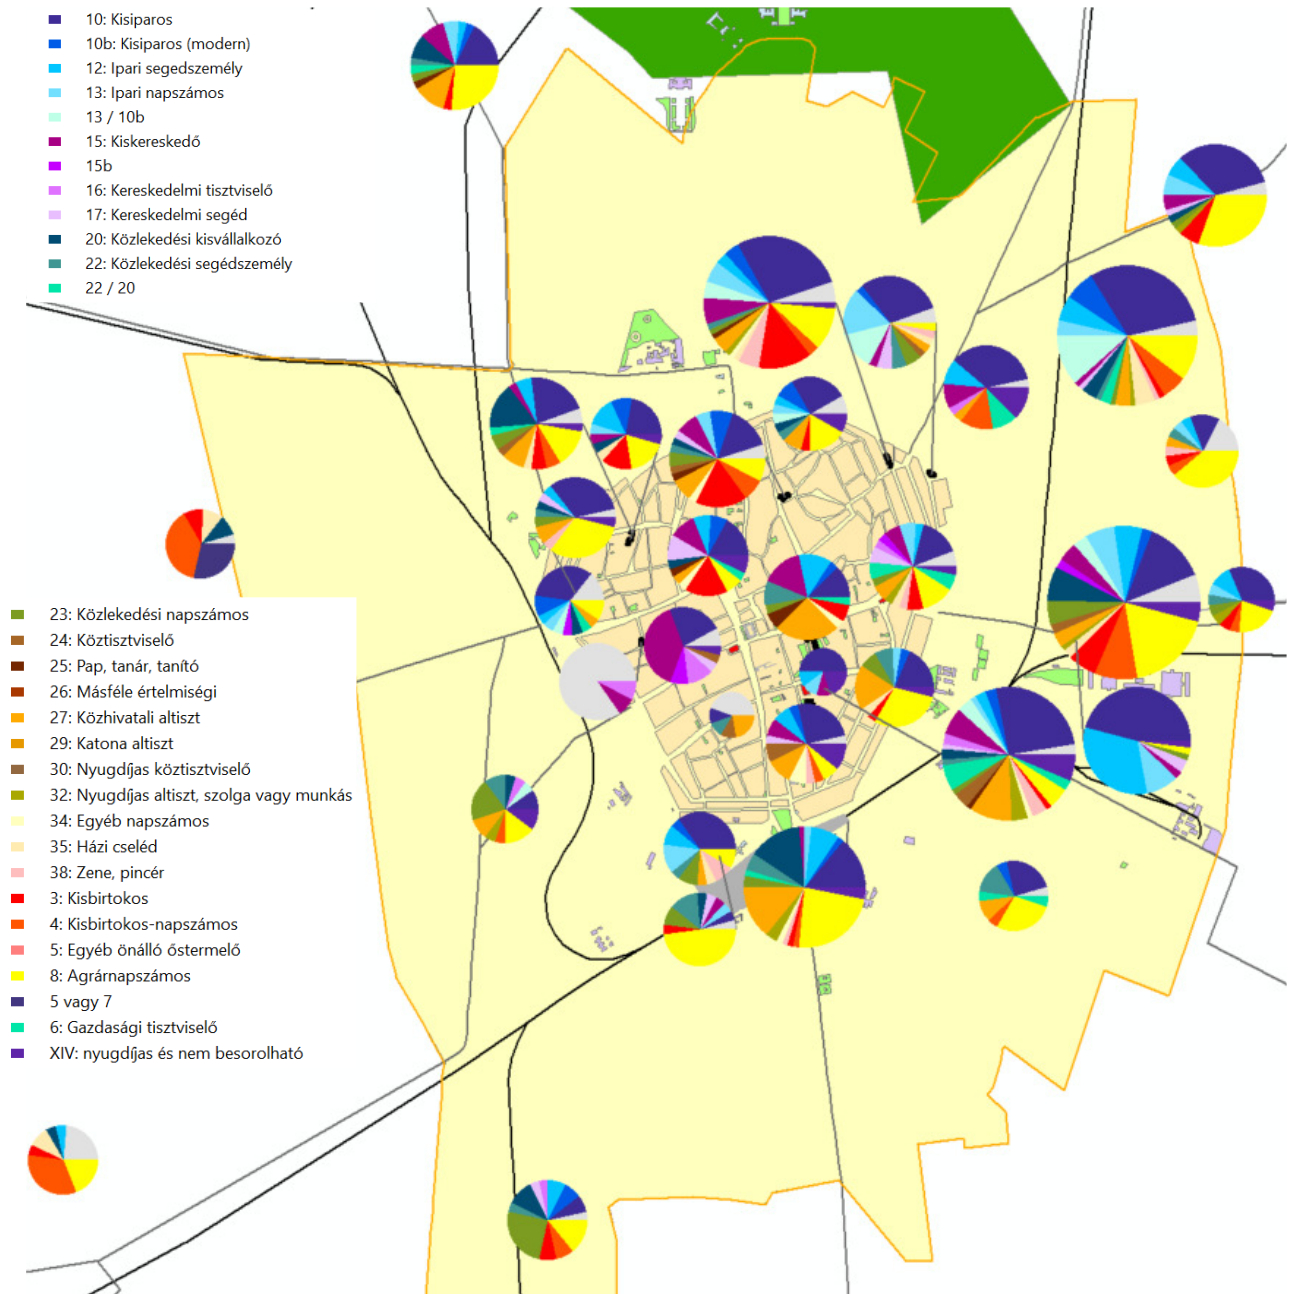 10: Kisiparos
10b: Kisiparos (modern)
12: Ipari segedszemély
13: Ipari napszámos
13 / 10b
15: Kiskereskedő
15b
16: Kereskedelmi tisztviselő
17: Kereskedelmi segéd
20: Közlekedési kisvállalkozó
22: Közlekedési segédszemély
22 / 20
23: Közlekedési napszámos
24: Köztisztviselő
25: Pap, tanár, tanító
26: Másféle értelmiségi
27: Közhivatali altiszt
29: Katona altiszt
30: Nyugdíjas köztisztviselő
32: Nyugdíjas altiszt, szolga vagy munkás
34: Egyéb napszámos
35: Házi cseléd
38: Zene, pincér
3: Kisbirtokos
4: Kisbirtokos-napszámos
5: Egyéb önálló őstermelő
8: Agrárnapszámos
5 vagy 7
6: Gazdasági tisztviselő
XIV: nyugdíjas és nem besorolható